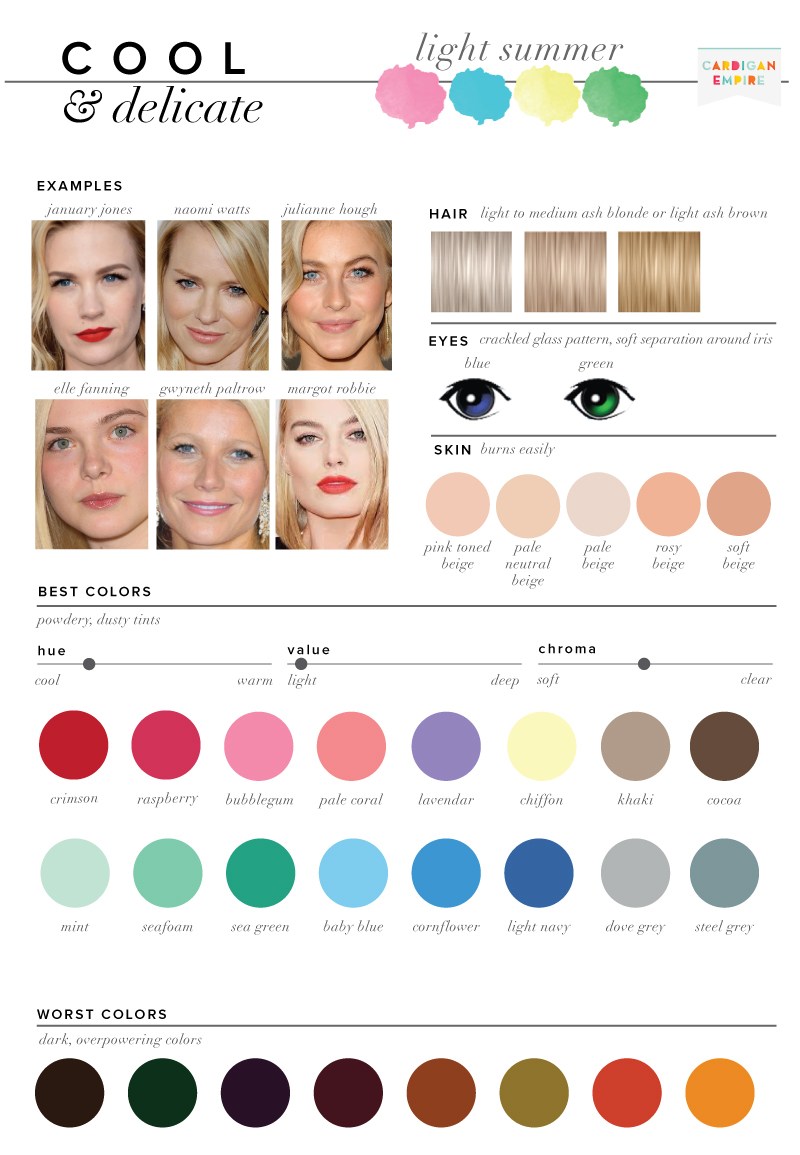 COOL
& delicate
light summer
CARDIGAN
EMPIRE
EXAMPLES
january jones
naomi watts
julianne hough
elle fanning
gwyneth paltrow
margot robbie
HAIR light to medium ash blonde or light ash brown
EYES crackled glass pattern, soft separation around iris
blue
green
SKIN burns easily
pink toned
beige
pale
neutral
beige
pale
beige
rosy
beige
soft
beige
BEST COLORS
powdery, dusty tints
hue
cool
warm
value
light
deep
chroma
soft
clear
crimson
raspberry
bubblegum
pale coral
lavendar
chiffon
khaki
cocoa
mint
seafoam
sea green
baby blue
cornflower
light navy
dove grey
steel grey
WORST COLORS
dark, overpowering colors